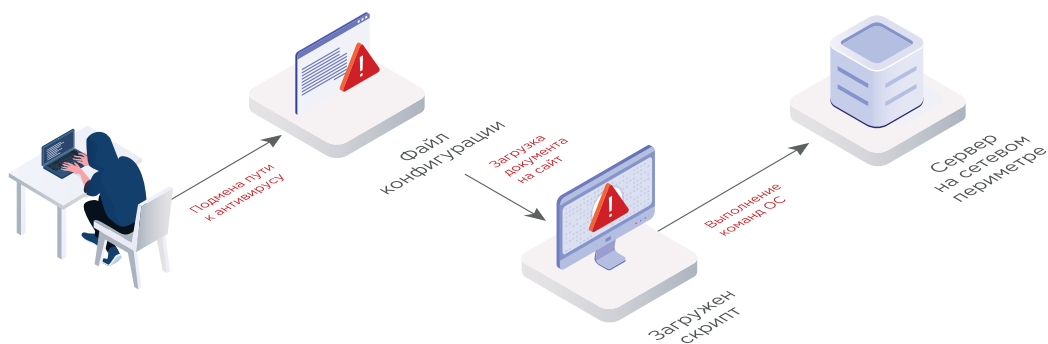 Подмена пути
к антивирусу
Файл
конфигурации
Загрузка
документа
на сайт
Загружен
скрипт
Выполнение
команд ОС
Сервер
на сетевом
периметре